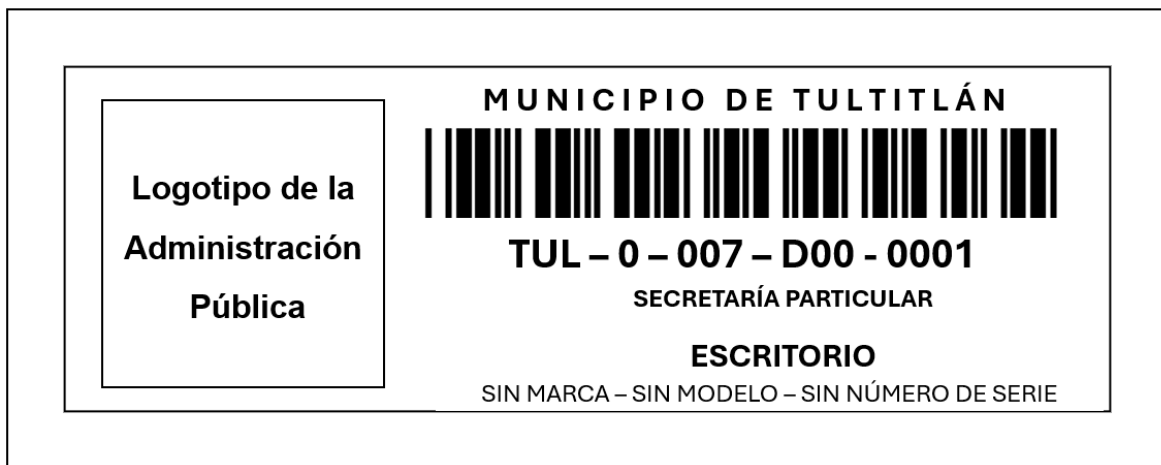 Logotipo de la
Administración
Pública
MUNICIPIO DE TULTITLÁN
TUL – 0 – 007 – D00 - 0001
SECRETARÍA PARTICULAR
ESCRITORIO
SIN MARCA – SIN MODELO – SIN NÚMERO DE SERIE